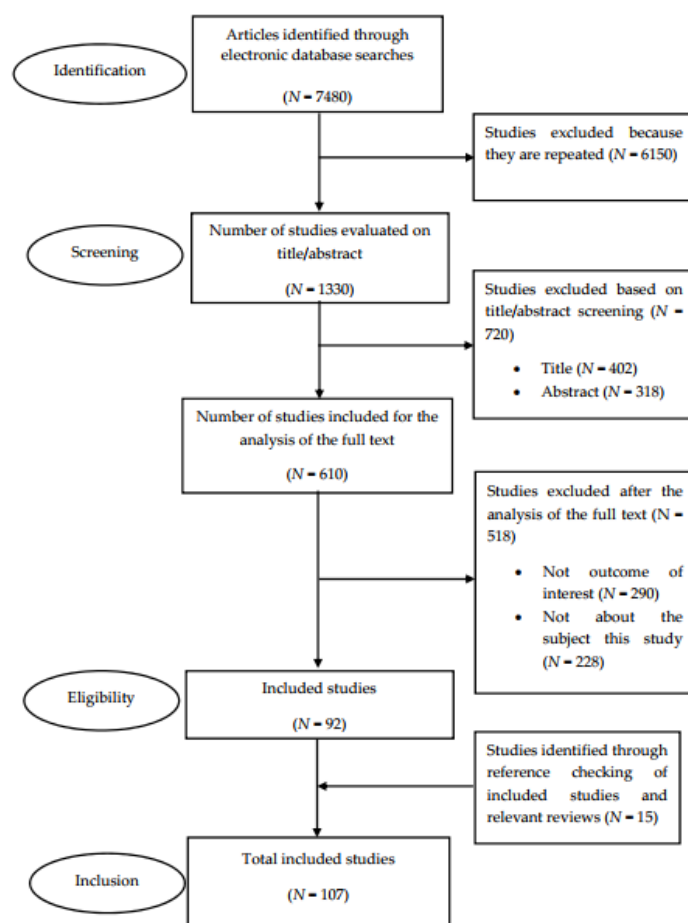 Articles identified through
electronic database searches
(N = 7480)
Identification
Studies excluded because
they are repeated (N = 6150)
Number of studies evaluated on
title/abstract
(N = 1330)
Screening
Studies excluded based on
title/abstract screening (N =
720)
• Title (N = 402)
• Abstract (N = 318)
Number of studies included for the
analysis of the full text
(N = 610)
Studies excluded after the
analysis of the full text (N =
518)
• Not outcome of
interest (N = 290)
• Not about the
subject this study
(N = 228)
Included studies
(N = 92)
Eligibility
Studies identified through
reference checking of
included studies and
relevant reviews (N = 15)
Total included studies
(N = 107)
Inclusion